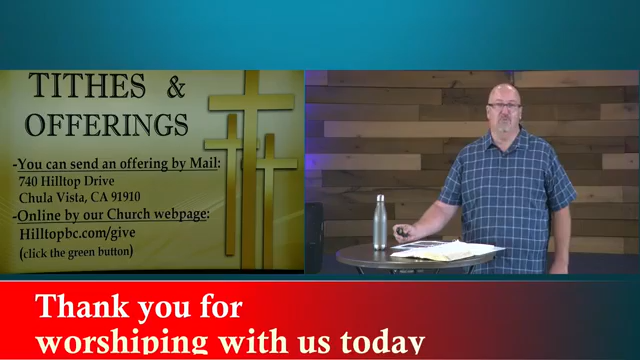 TITHES & 
OFFERINGS
-You can send an offering by Mail:
740 Hilltop Drive
Chula Vista, CA 91910
-Online by our Church webpage:
Hilltopbc.com/give
(click the green button)
Thank you for
worshiping with us today